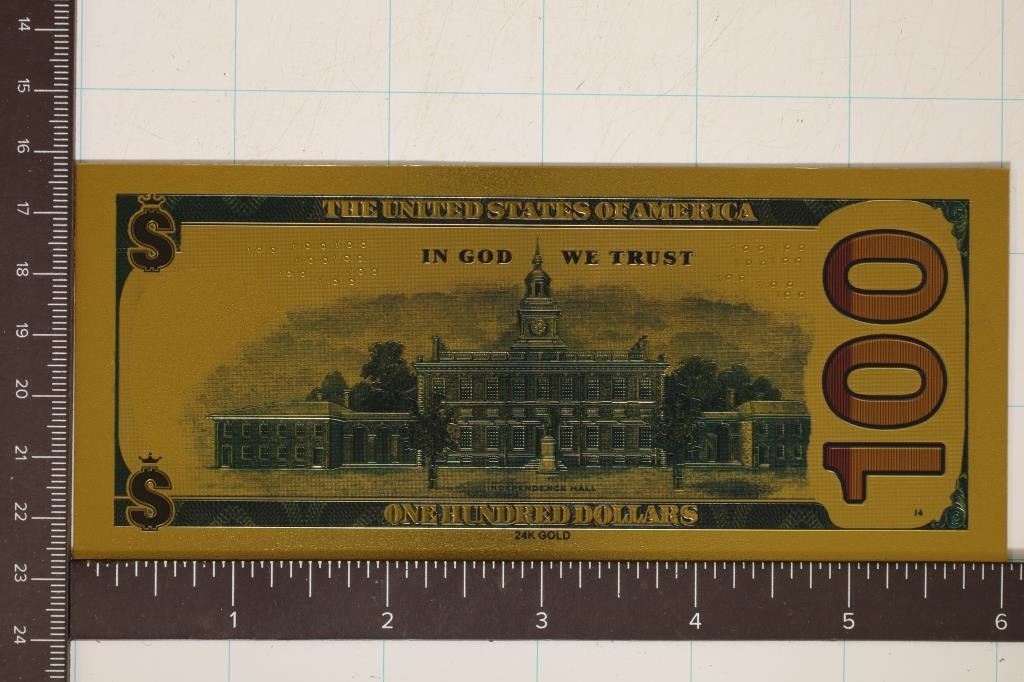 14
15
16
17
18
19
20
21
22
23
24
THE UNITED STATES OF AMERICA
$
IN GOD WE TRUST
100
INDEPENDENCE HALL
$
ONE HUNDRED DOLLARS
24K GOLD
1 2 3 4 5 6